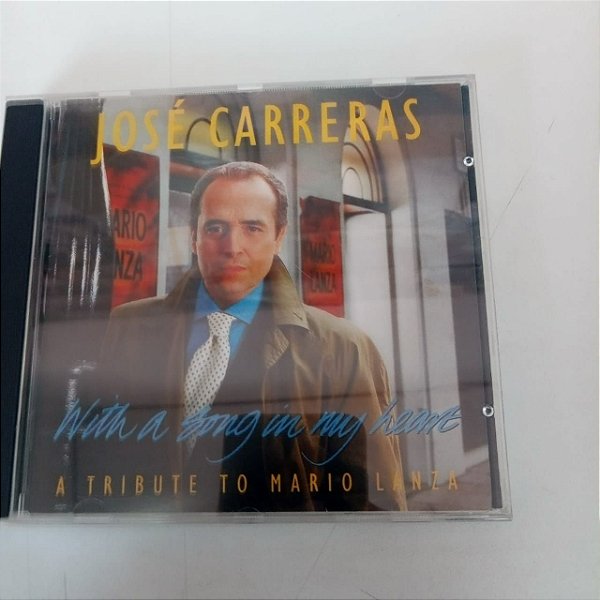 JOSÉ CARRERAS
MARIO
LANZA
MARIO
LANZA
With a song in my heart
A TRIBUTE TO MARIO LANZA